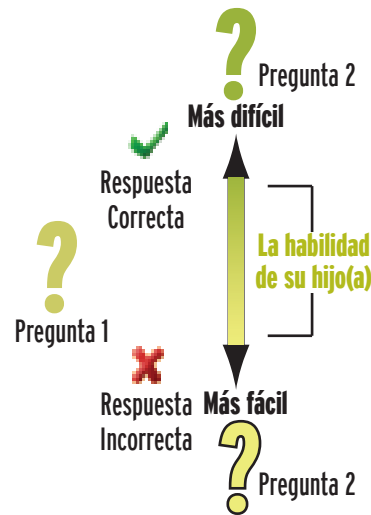 ?
Pregunta 2
Más difícil
Respuesta
Correcta
La habilidad
de su hijo(a)
?
Pregunta 1
Respuesta
Incorrecta
Más fácil
?
Pregunta 2